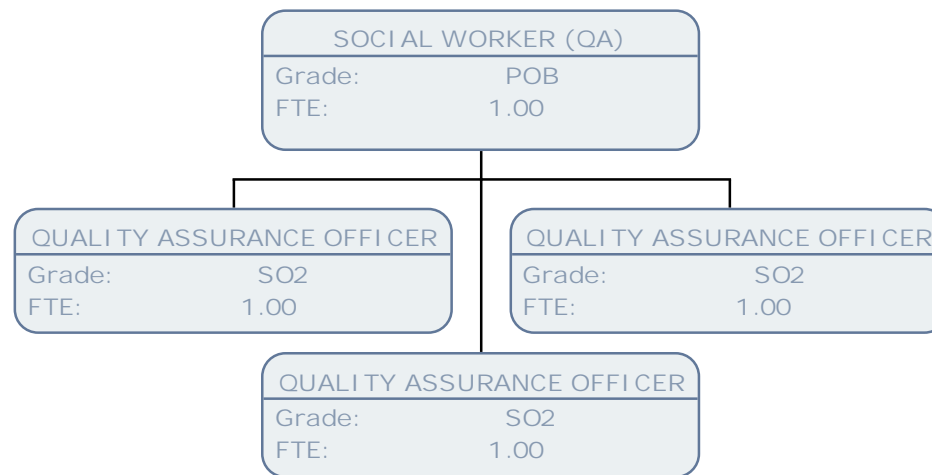 SOCIAL WORKER (QA)
Grade: POB
FTE: 1.00
QUALITY ASSURANCE OFFICER
Grade: SO2
FTE: 1.00
QUALITY ASSURANCE OFFICER
Grade: SO2
FTE: 1.00
QUALITY ASSURANCE OFFICER
Grade: SO2
FTE: 1.00